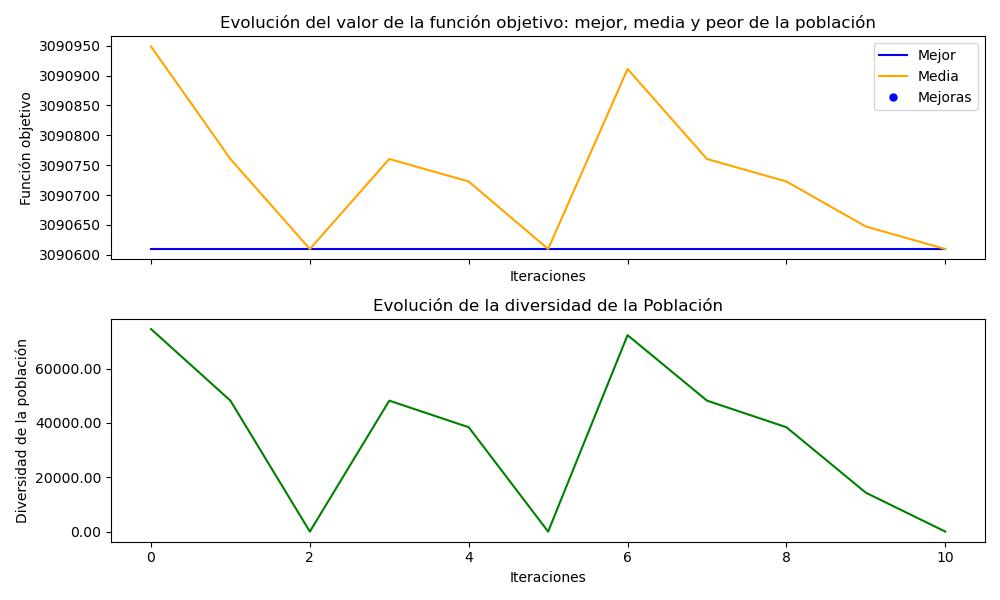 Evolución del valor de la función objetivo: mejor, media y peor de la población
3090950
3090900
3090850
3090800
3090750
3090700
3090650
3090600
Función objetivo
Mejor
Media
Mejoras
Iteraciones
Evolución de la diversidad de la Población
60000.00
40000.00
20000.00
0.00
Diversidad de la población
0 2 4 6 8 10
Iteraciones